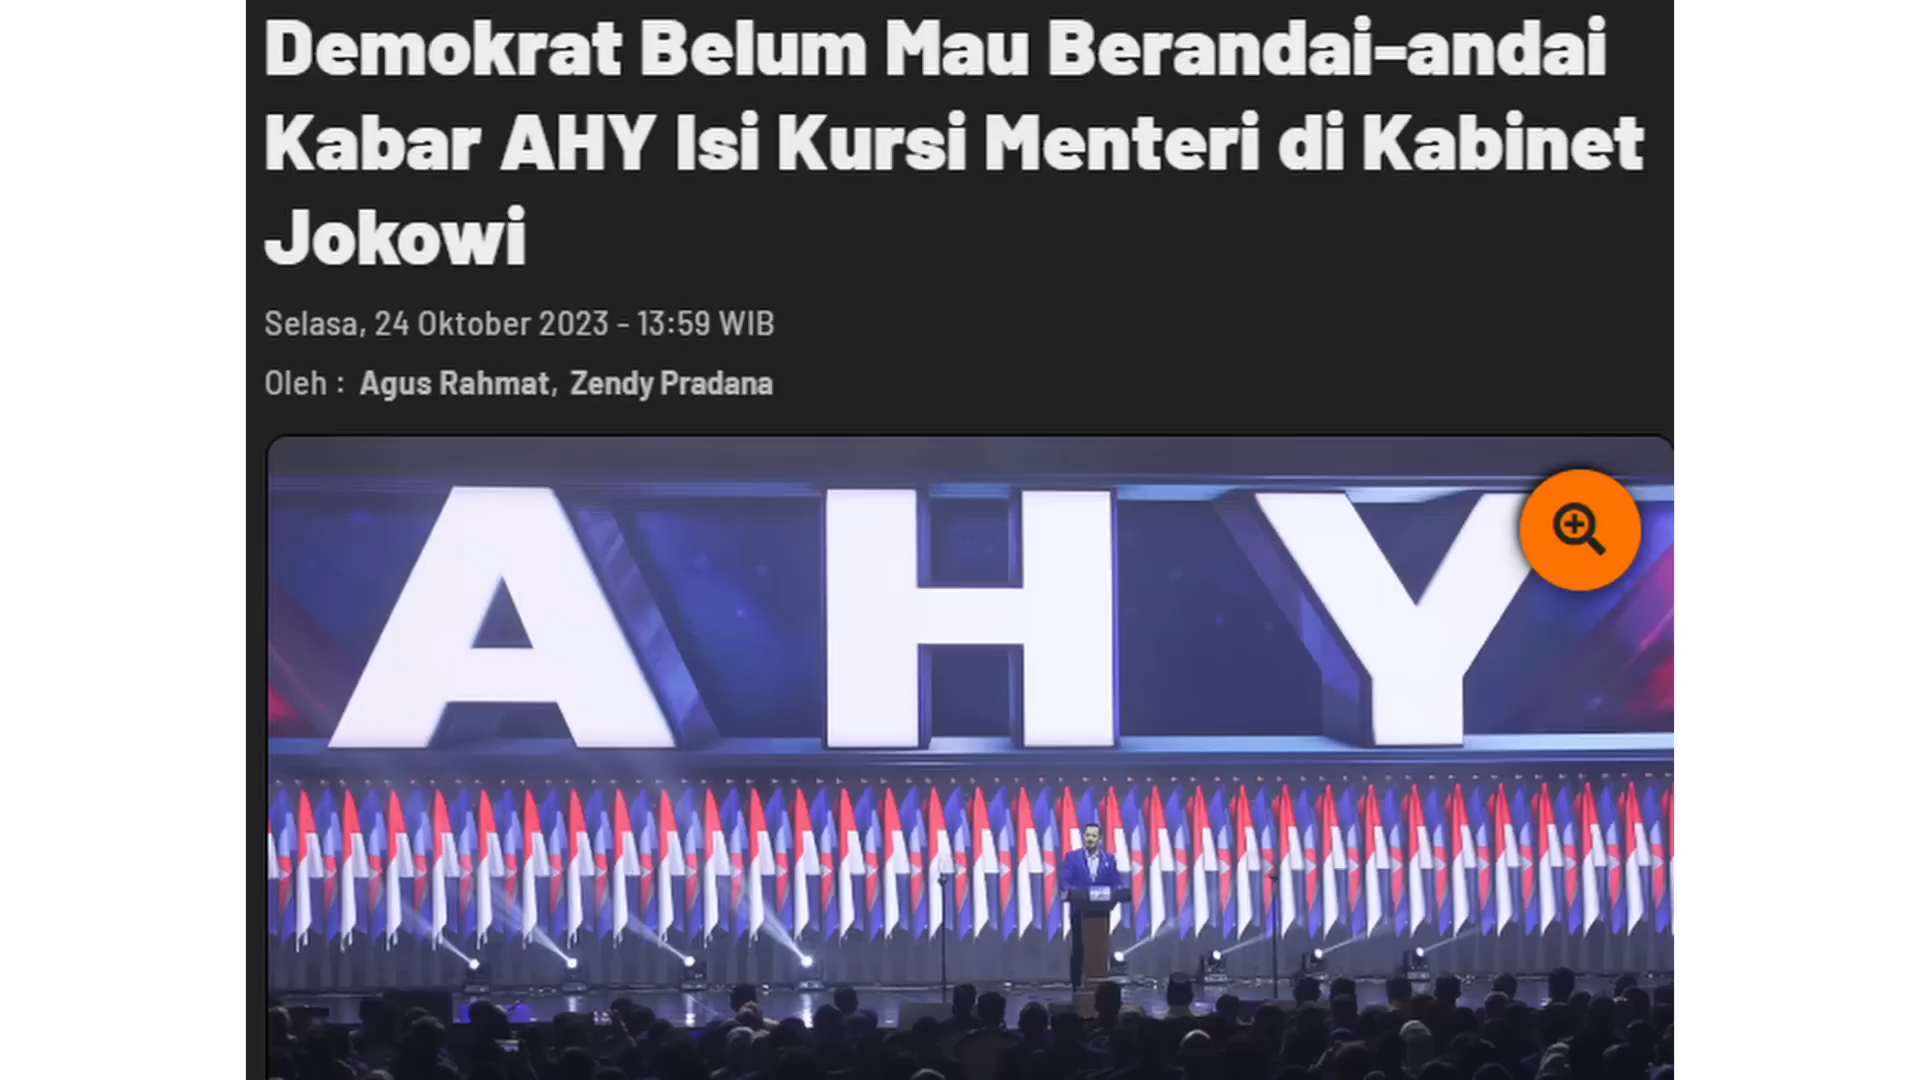 Demokrat Belum Mau Berandai-andai
Kabar AHY Isi Kursi Menteri di Kabinet
Jokowi
Selasa, 24 Oktober 2023 - 13:59 WIB
Oleh : Agus Rahmat, Zendy Pradana
AHY